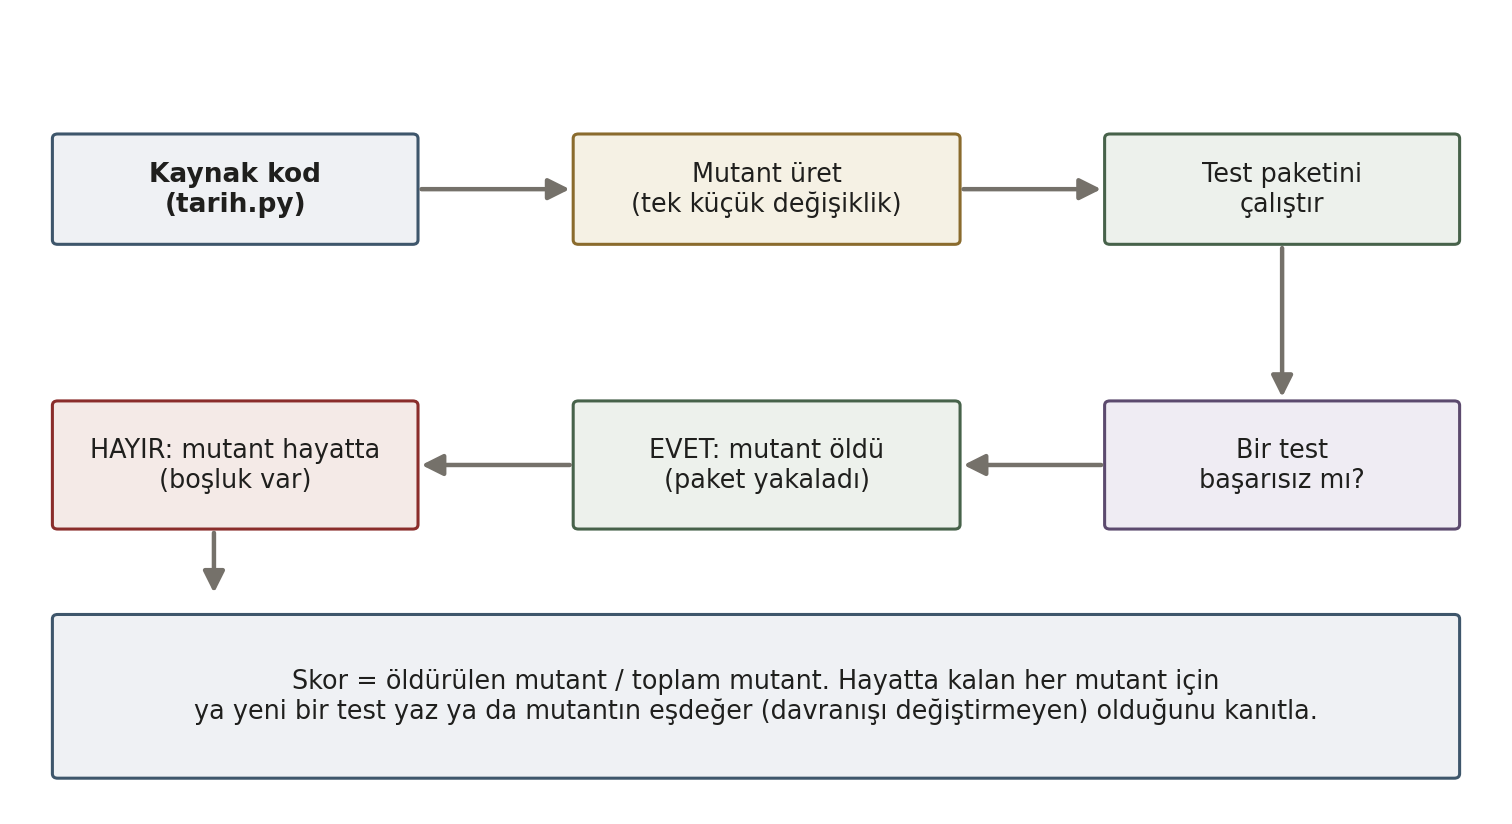 Kaynak kod
(tarih.py)
Mutant üret
(tek küçük değişiklik)
Test paketini
çalıştır
HAYIR: mutant hayatta
(boşluk var)
EVET: mutant öldü
(paket yakaladı)
Bir test
başarısız mı?
Skor = öldürülen mutant / toplam mutant. Hayatta kalan her mutant için
ya yeni bir test yaz ya da mutantın eşdeğer (davranışı değiştirmeyen) olduğunu kanıtla.